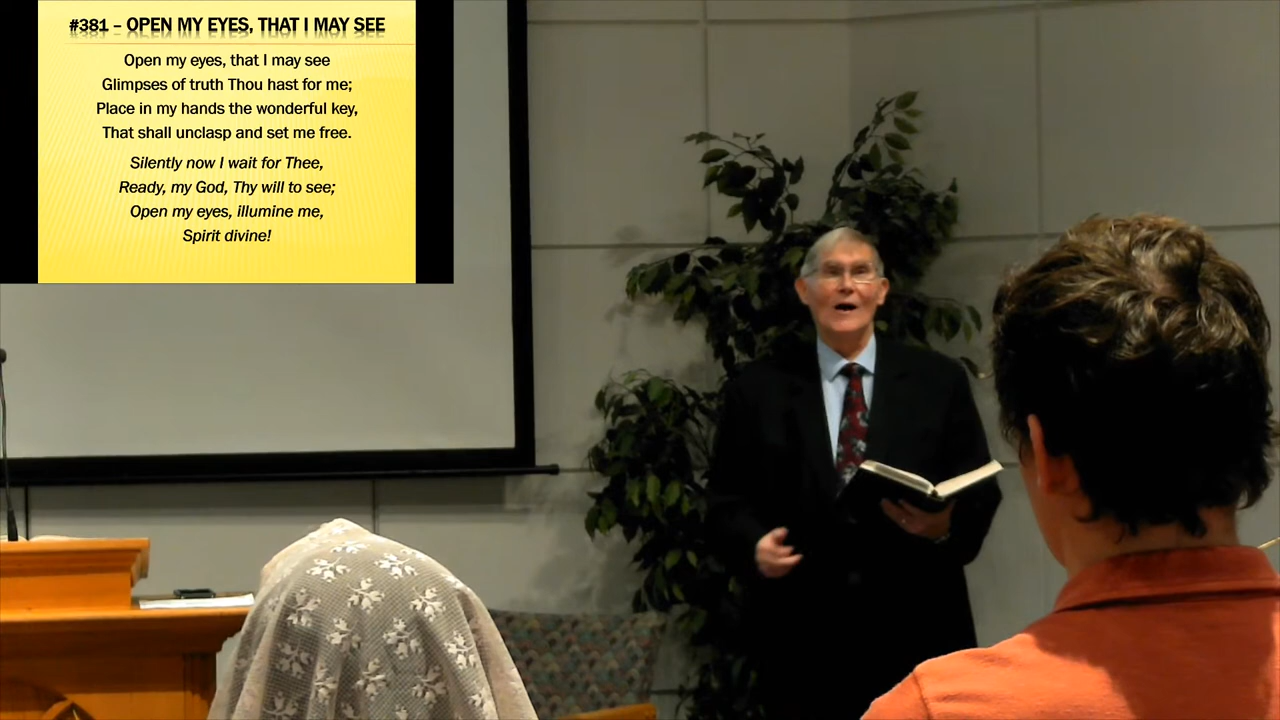 #381 – OPEN MY EYES, THAT I MAY SEE
Open my eyes, that I may see
Glimpses of truth Thou hast for me;
Place in my hands the wonderful key,
That shall unclasp and set me free.
Silently now I wait for Thee,
Ready, my God, Thy will to see;
Open my eyes, illumine me,
Spirit divine!